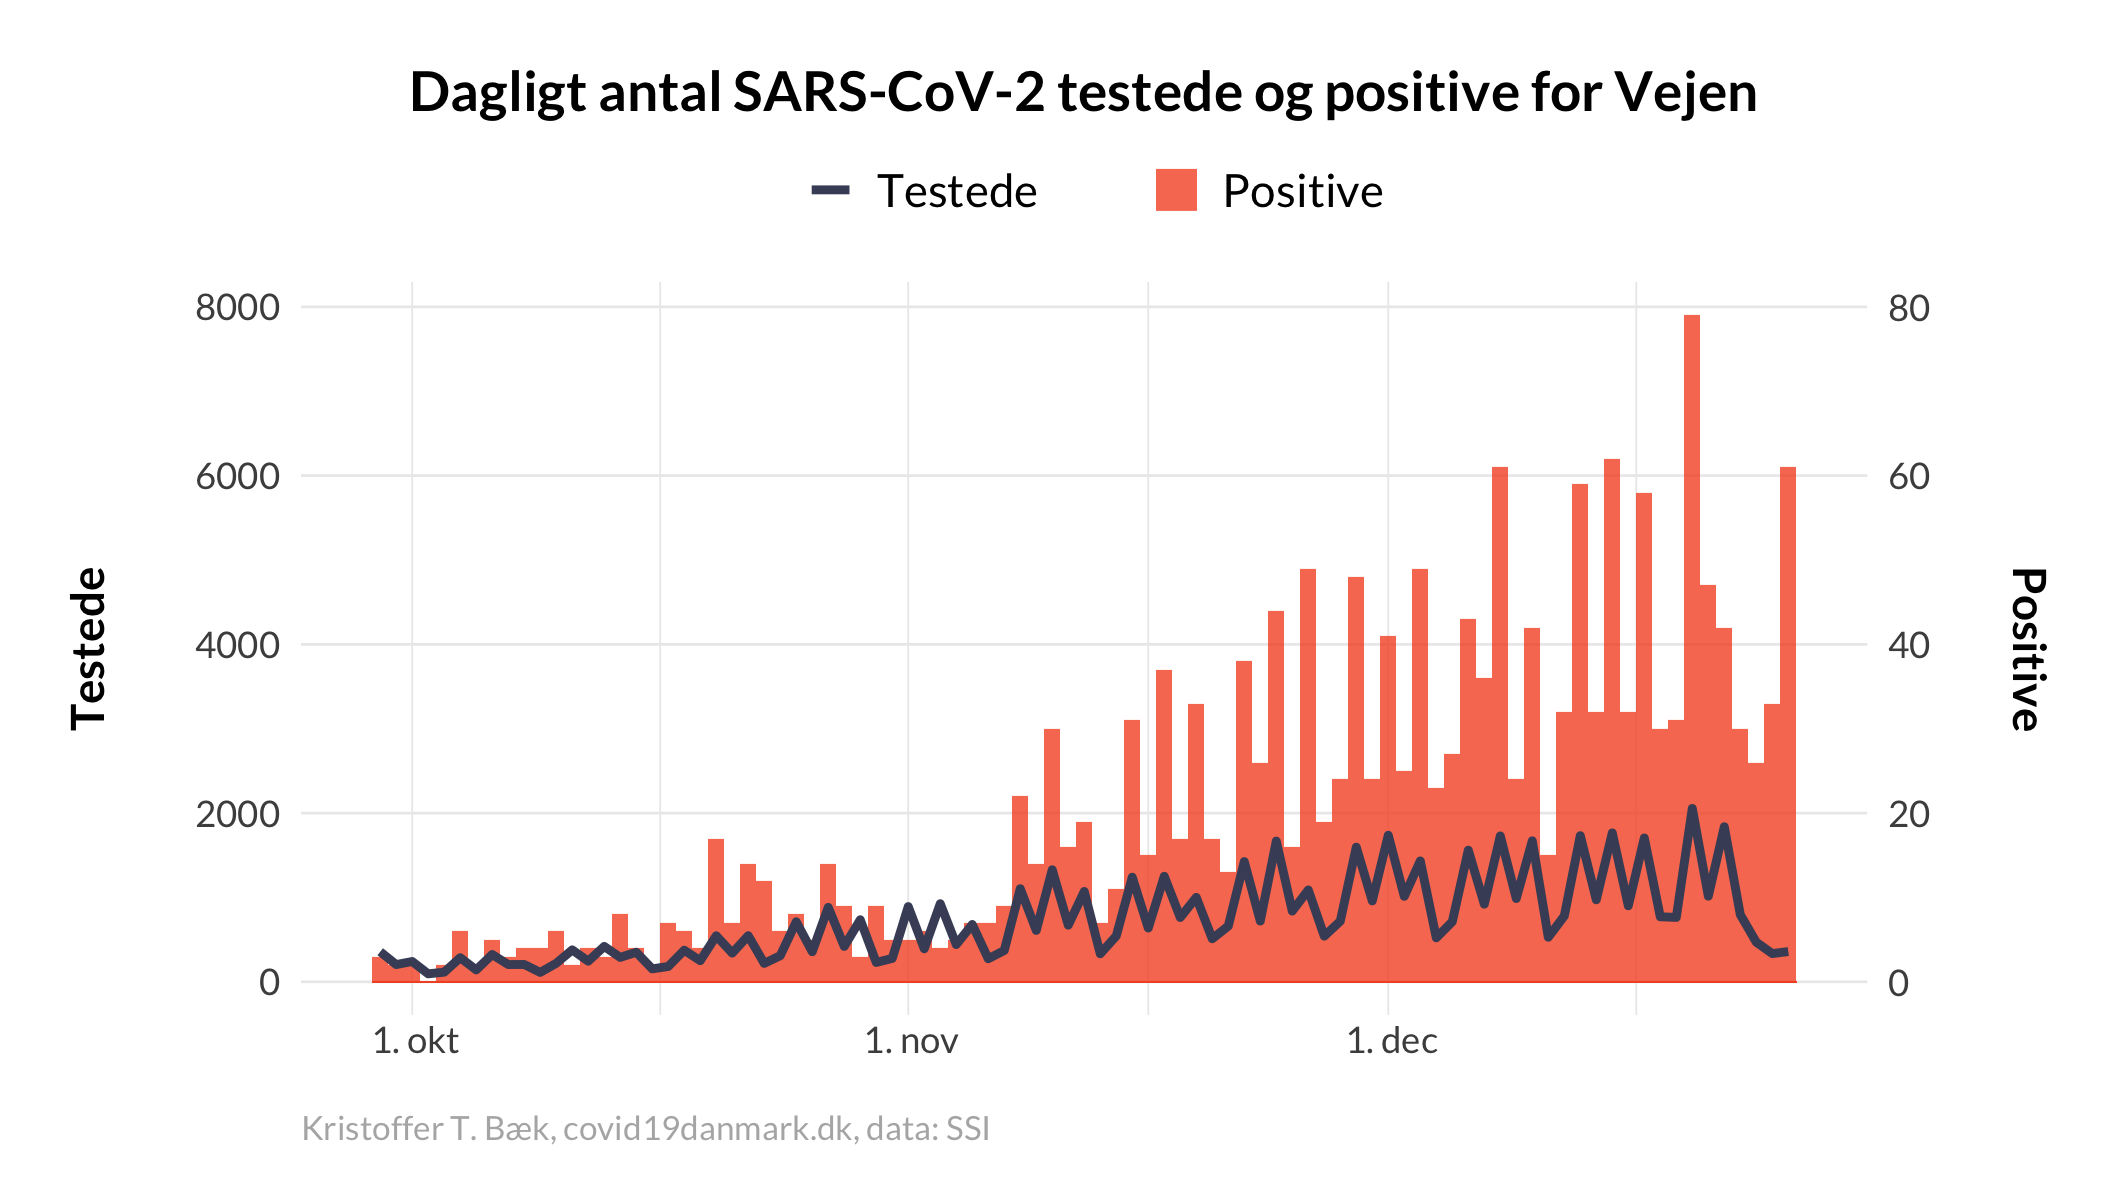 Dagligt antal SARS-CoV-2 testede og positive for Vejen
Testede Positive
8000 80
6000 60
4000 40
2000 20
0 0
Testede
Positive
1. okt 1. nov 1. dec
Kristoffer T. Bæk, covid19danmark.dk, data: SSI